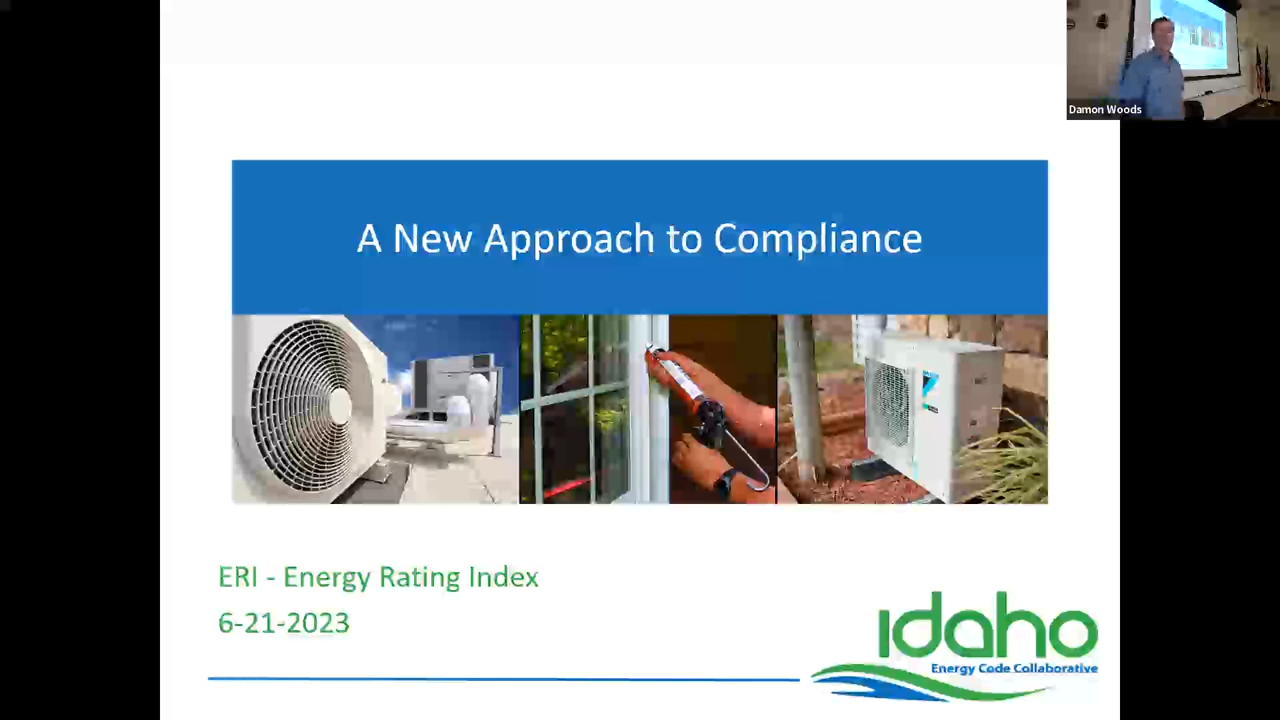 Damon Woods
A New Approach to Compliance
ERI - Energy Rating Index
6-21-2023
idaho
Energy Code Collaborative